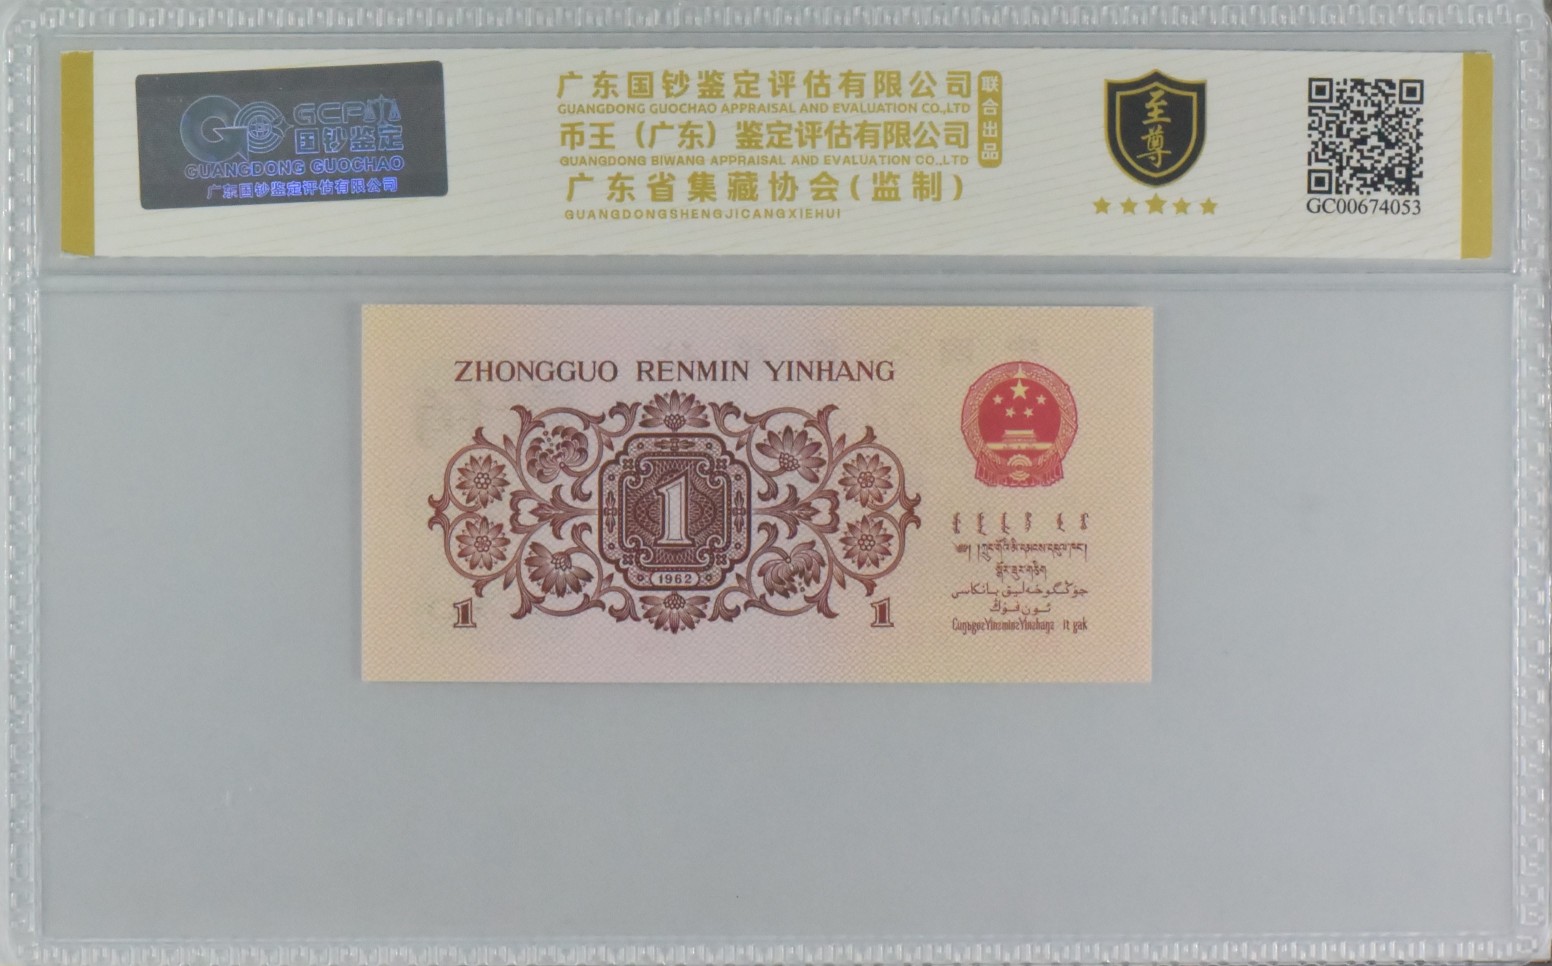 GCP
国钞鉴定
GUANGDONG GUOCHAO
广东国钞鉴定评估有限公司
广东国钞鉴定评估有限公司
GUANGDONG GUOCHAO APPRAISAL AND EVALUATION CO.,LTD
币王（广东）鉴定评估有限公司
GUANGDONG BIWANG APPRAISAL AND EVALUATION CO.,LTD
广东省集藏协会(监制)
GUANGDONGSHENGJICANGXIEHUI
联合出品
至尊
GC00674053
ZHONGGUO RENMIN YINHANG
1
1962
1
1
جۇڭگو خەلىق بانكاسى